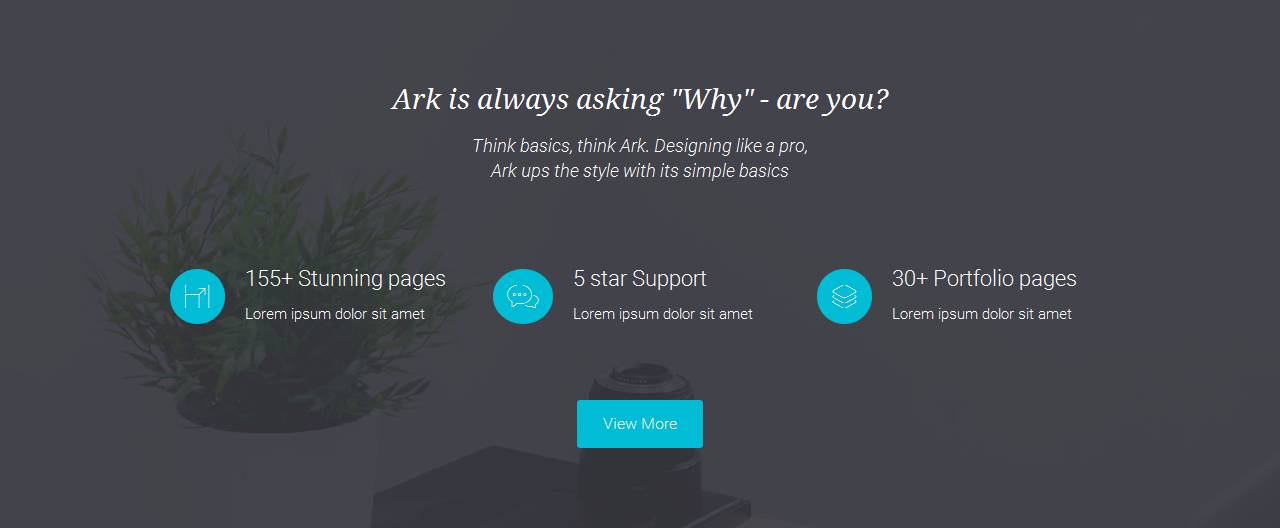 Ark is always asking "Why" - are you?
Think basics, think Ark. Designing like a pro,
Ark ups the style with its simple basics
155+ Stunning pages
Lorem ipsum dolor sit amet
5 star Support
Lorem ipsum dolor sit amet
30+ Portfolio pages
Lorem ipsum dolor sit amet
View More